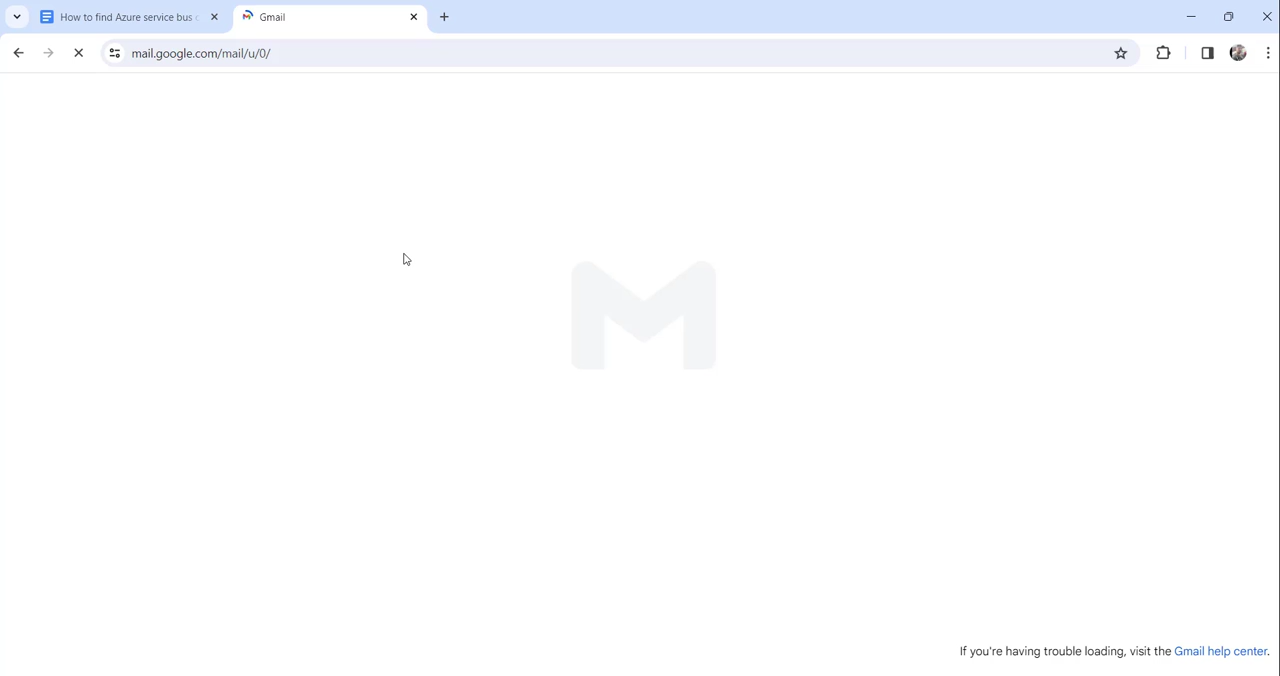 How to find Azure service bus
Gmail
mail.google.com/mail/u/0/
If you're having trouble loading, visit the Gmail help center.